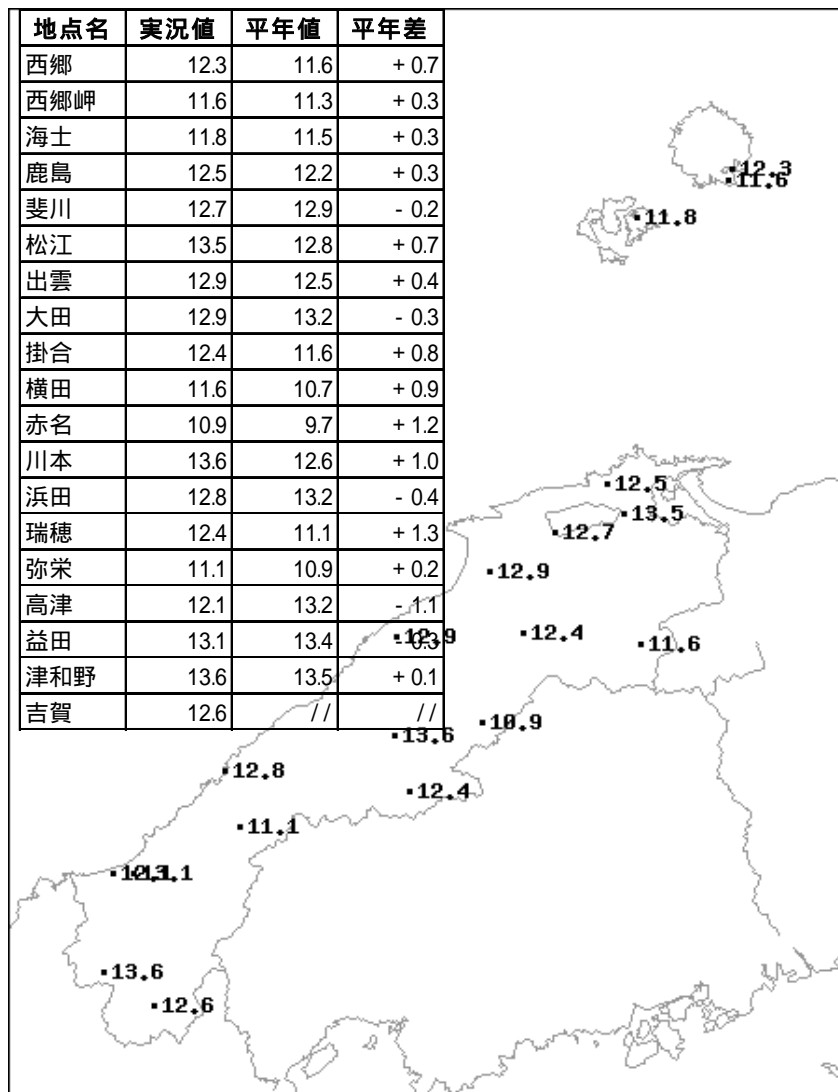 地点名 実況値 平年値 平年差
西郷 12.3 11.6 + 0.7
西郷岬 11.6 11.3 + 0.3
海士 11.8 11.5 + 0.3
鹿島 12.5 12.2 + 0.3
斐川 12.7 12.9 - 0.2
松江 13.5 12.8 + 0.7
出雲 12.9 12.5 + 0.4
大田 12.9 13.2 - 0.3
掛合 12.4 11.6 + 0.8
横田 11.6 10.7 + 0.9
赤名 10.9 9.7 + 1.2
川本 13.6 12.6 + 1.0
浜田 12.8 13.2 - 0.4
瑞穂 12.4 11.1 + 1.3
弥栄 11.1 10.9 + 0.2
高津 12.1 13.2 - 1.1
益田 13.1 13.4 - 0.3
津和野 13.6 13.5 + 0.1
吉賀 12.6 // //
12.3
11.6
11.8
12.5
13.5
12.7
12.9
12.9
12.4
11.6
10.9
13.6
12.8
12.4
11.1
13.6
12.6